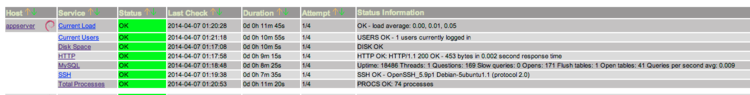 Host Service Status Last Check Duration Attempt Status Information
appserver Current Load OK 2014-04-07 01:20:28 0d 0h 11m 45s 1/4 OK - load average: 0.00, 0.01, 0.05
Current Users OK 2014-04-07 01:21:18 0d 0h 10m 55s 1/4 USERS OK - 1 users currently logged in
Disk Space OK 2014-04-07 01:17:08 0d 0h 10m 5s 1/4 DISK OK
HTTP OK 2014-04-07 01:17:58 0d 0h 9m 15s 1/4 HTTP OK: HTTP/1.1 200 OK - 453 bytes in 0.002 second response time
MySQL OK 2014-04-07 01:18:48 0d 0h 8m 25s 1/4 Uptime: 18486 Threads: 1 Questions: 169 Slow queries: 0 Opens: 171 Flush tables: 1 Open tables: 41 Queries per second avg: 0.009
SSH OK 2014-04-07 01:19:38 0d 0h 7m 35s 1/4 SSH OK - OpenSSH_5.9p1 Debian-5ubuntu1.1 (protocol 2.0)
Total Processes OK 2014-04-07 01:20:53 0d 0h 11m 20s 1/4 PROCS OK: 74 processes